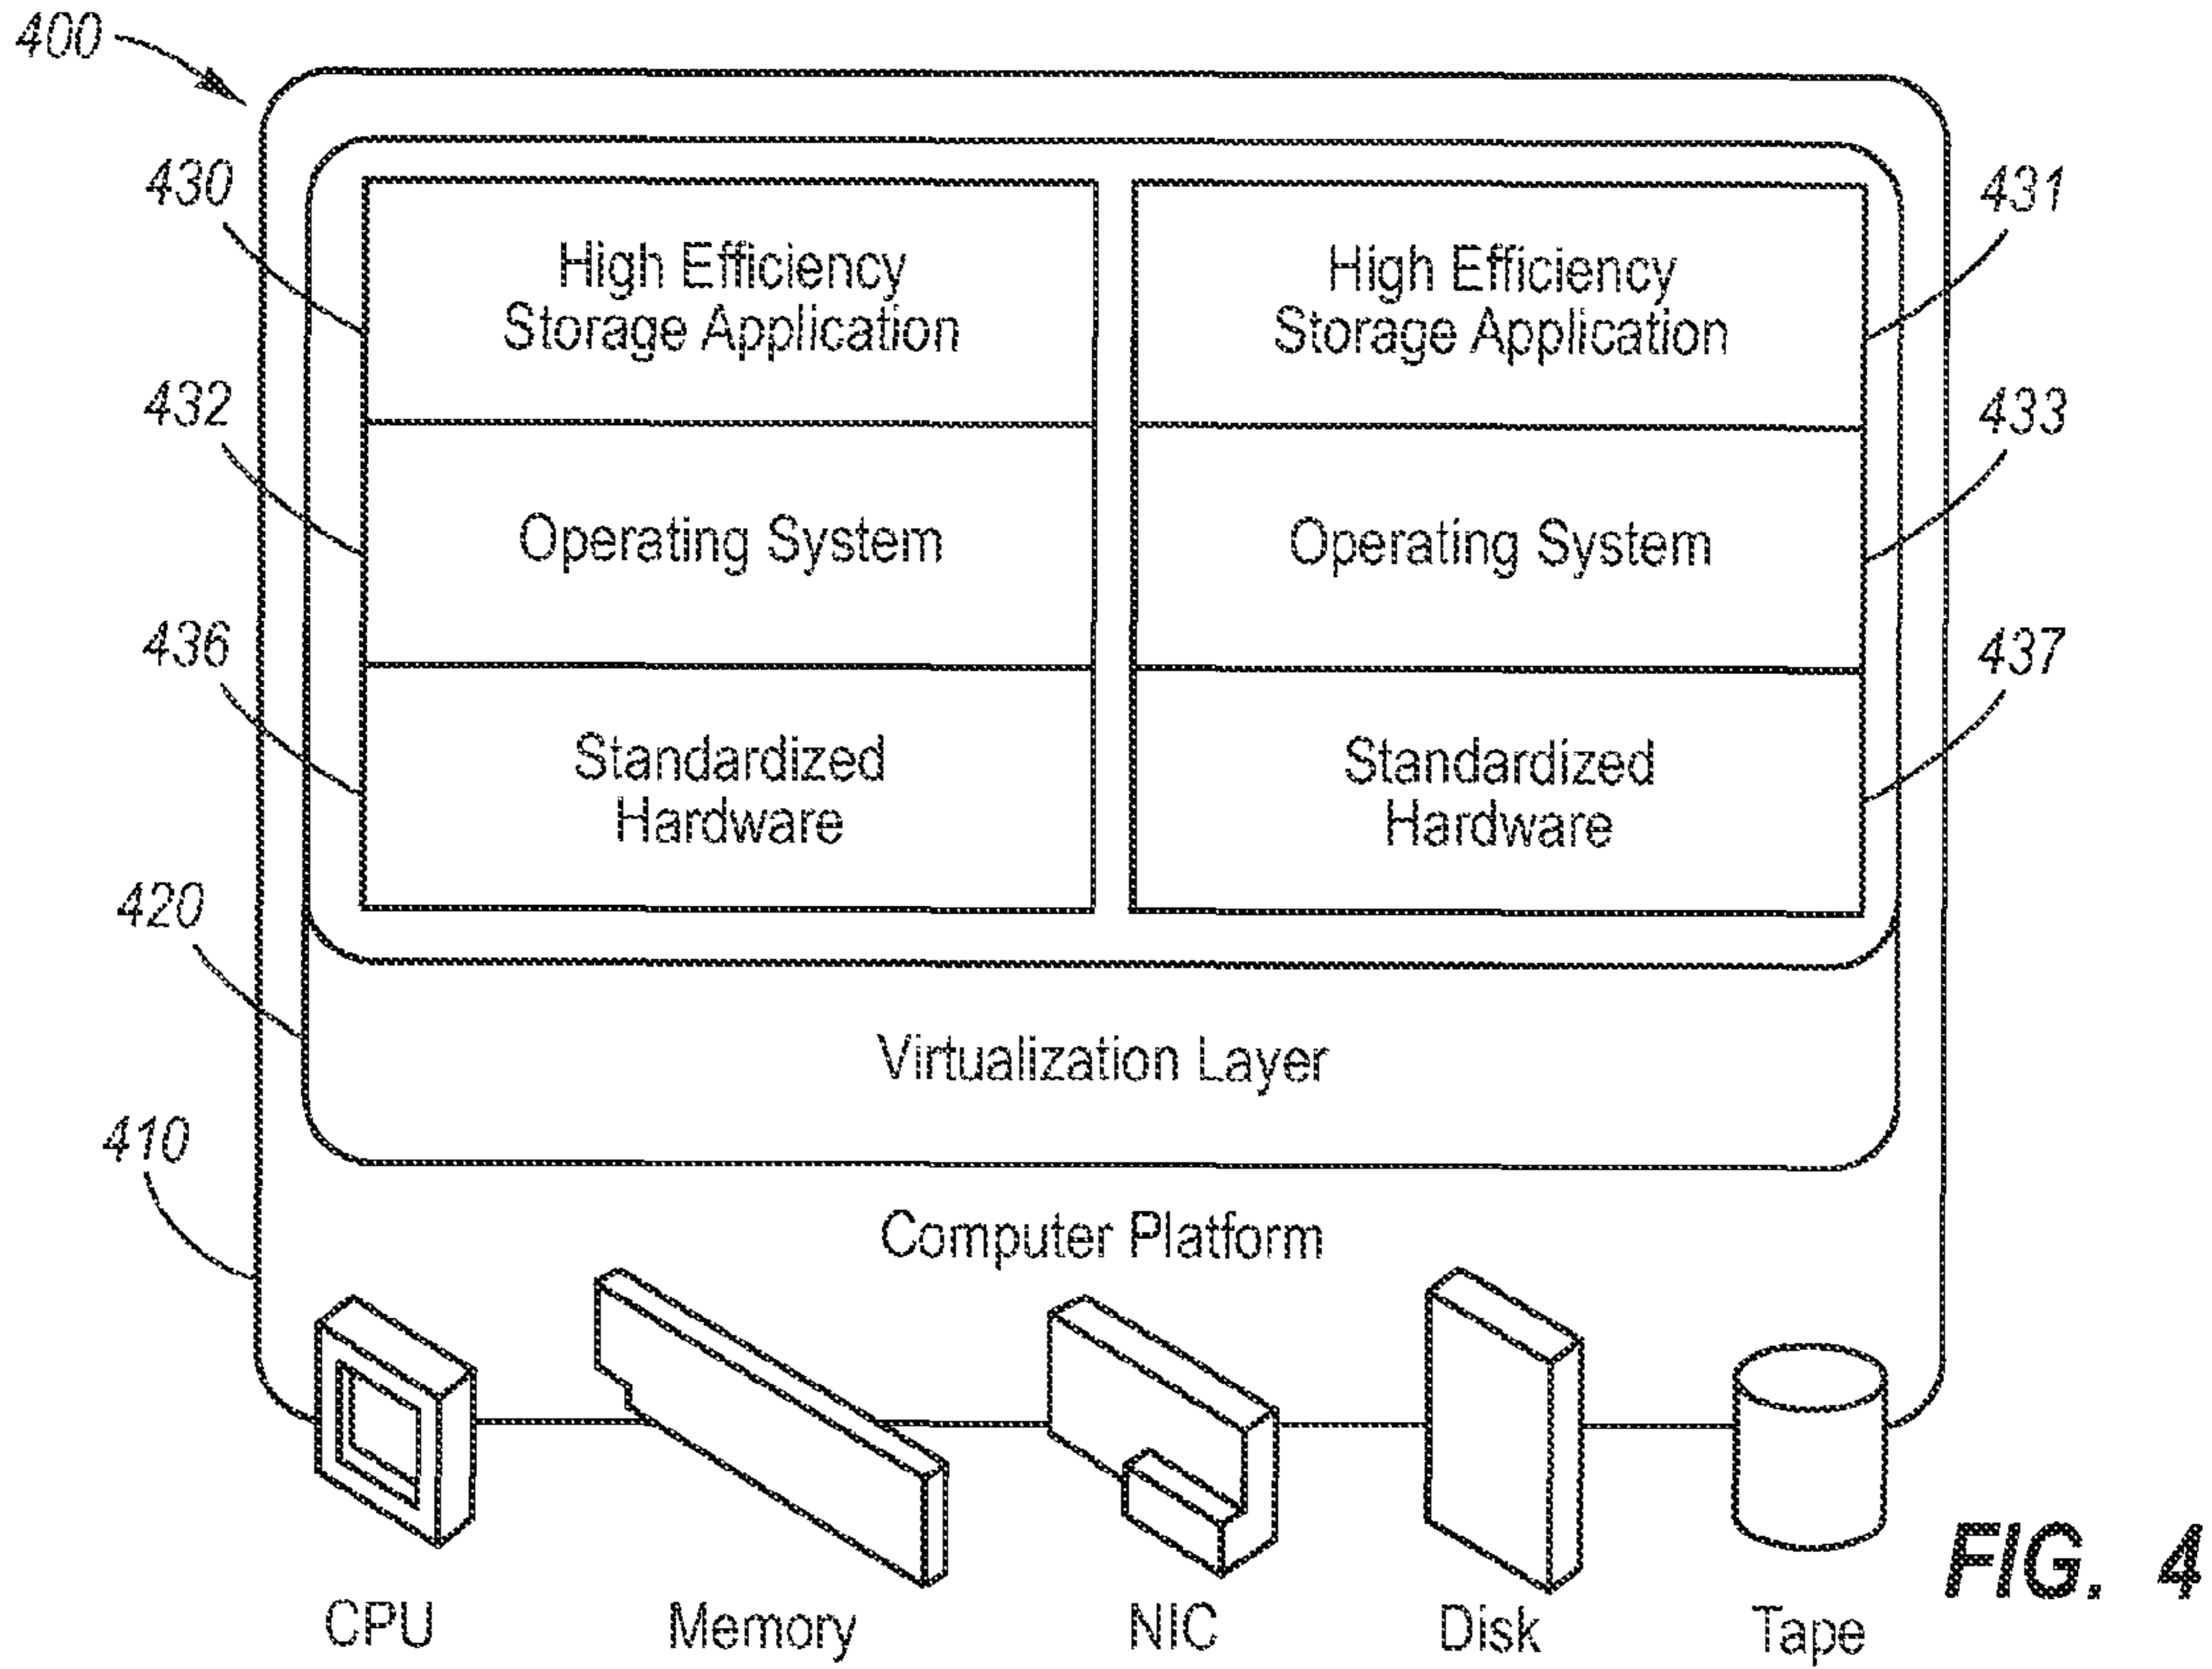 400
430
High Efficiency
Storage Application
High Efficiency
Storage Application
431
432
Operating System
Operating System
433
436
Standardized
Hardware
Standardized
Hardware
437
420
Virtualization Layer
410
Computer Platform
CPU
Memory
NIC
Disk
Tape
FIG. 4